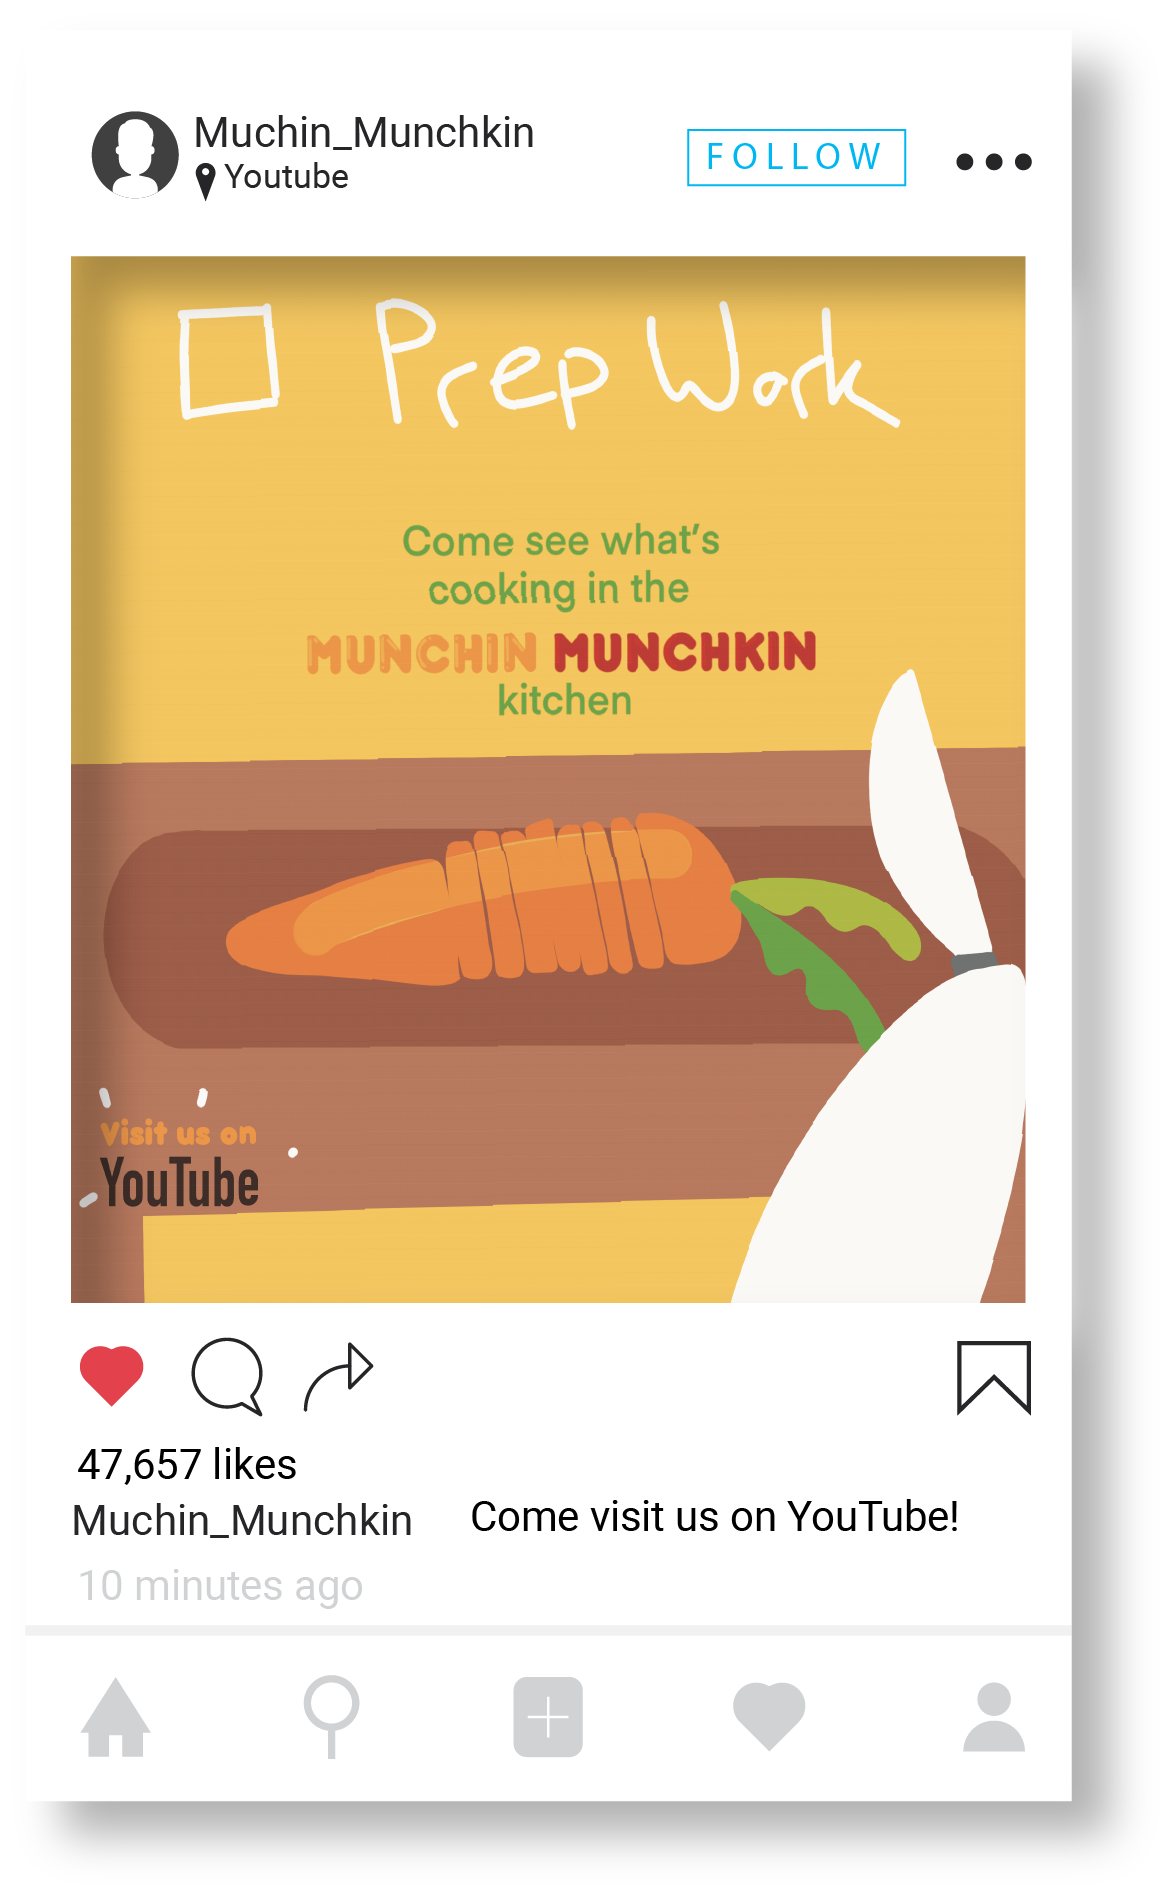 Muchin_Munchkin
Youtube
FOLLOW
Prep Work
Come see what's
cooking in the
MUNCHIN MUNCHKIN
kitchen
Visit us on
YouTube
47,657 likes
Muchin_Munchkin Come visit us on YouTube!
10 minutes ago